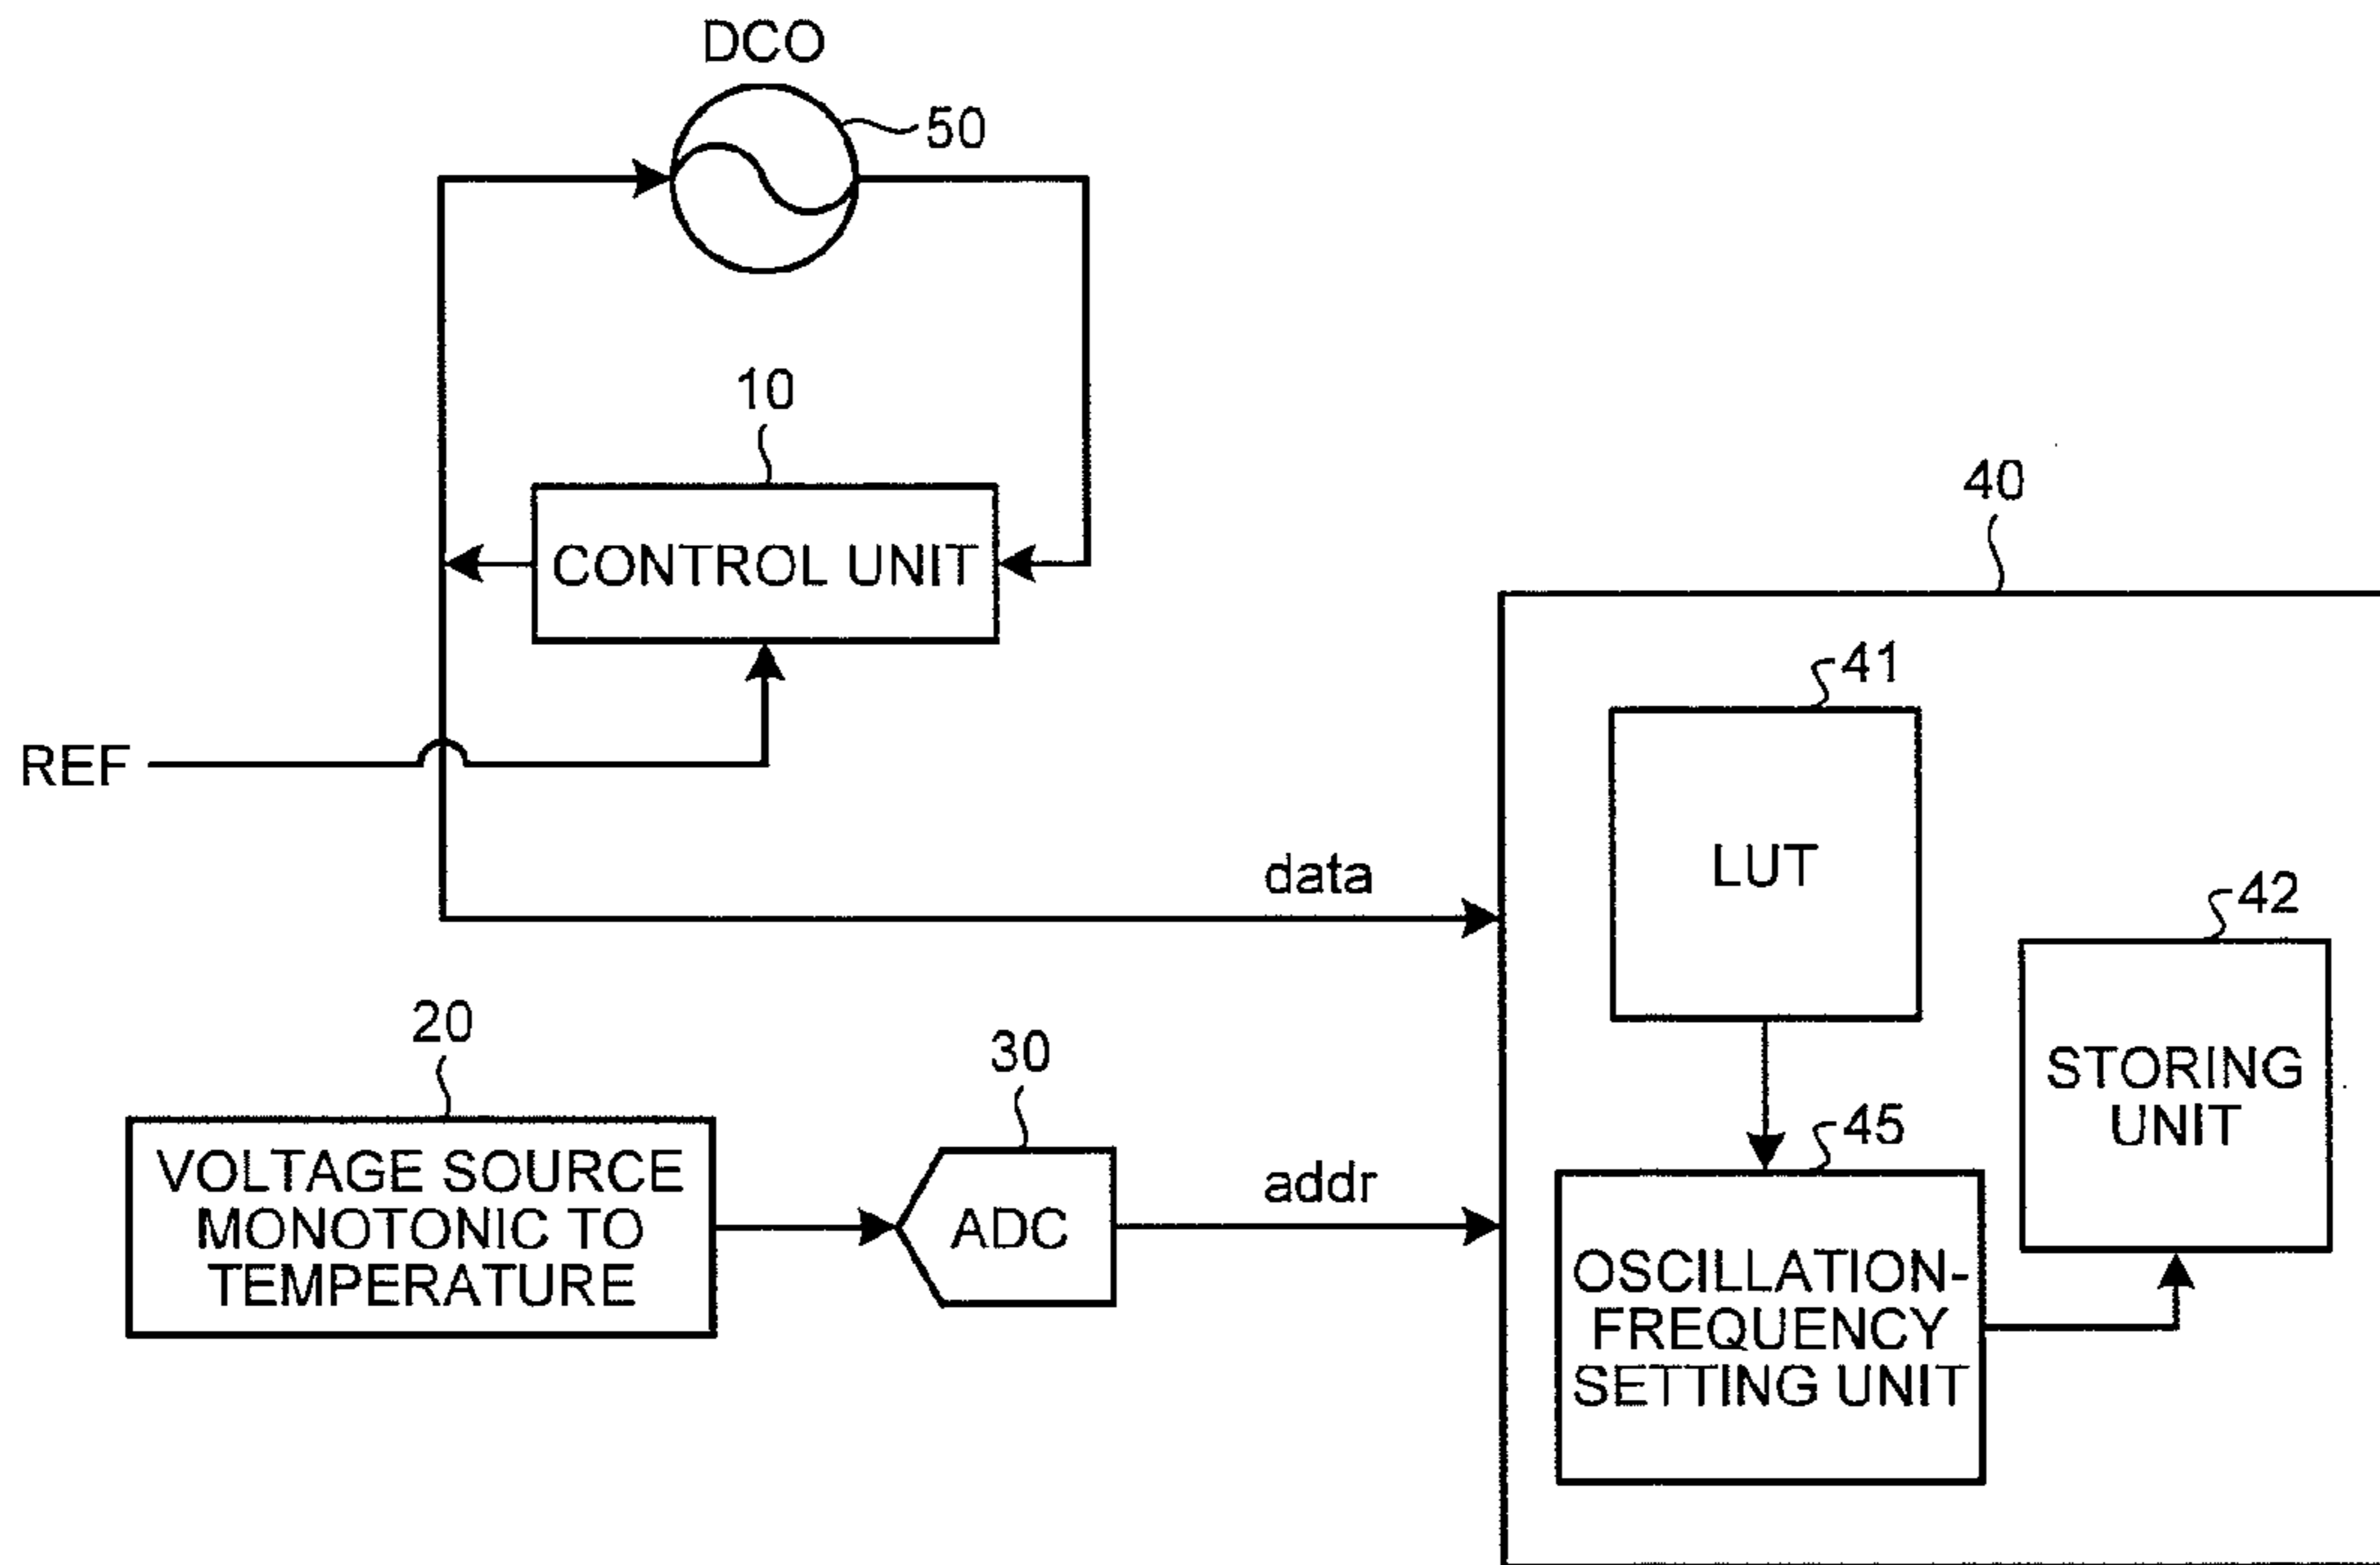 DCO
50
10
CONTROL UNIT
40
41
REF
LUT
data
42
20
30
STORING
UNIT
45
VOLTAGE SOURCE
MONOTONIC TO
TEMPERATURE
ADC
addr
OSCILLATION-
FREQUENCY
SETTING UNIT